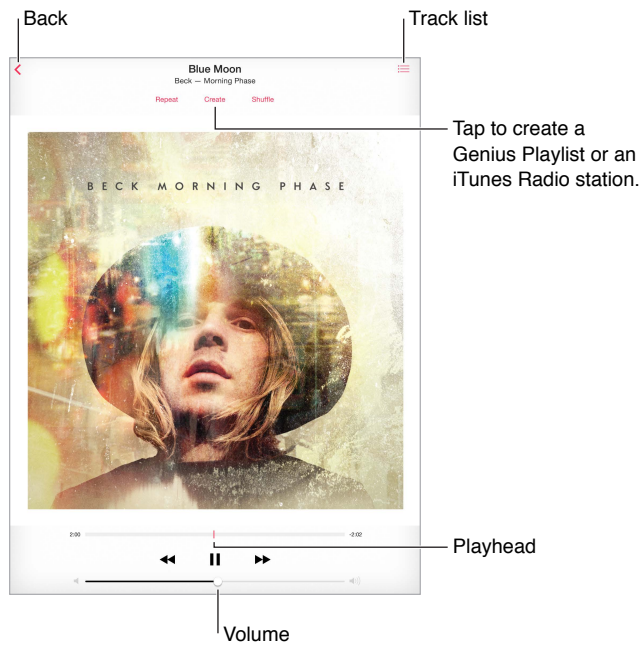 Back
Track list
Blue Moon
Beck — Morning Phase
Repeat Create Shuffle
Tap to create a
Genius Playlist or an
iTunes Radio station.
BECK MORNING PHASE
2:00 -2:02
Playhead
Volume